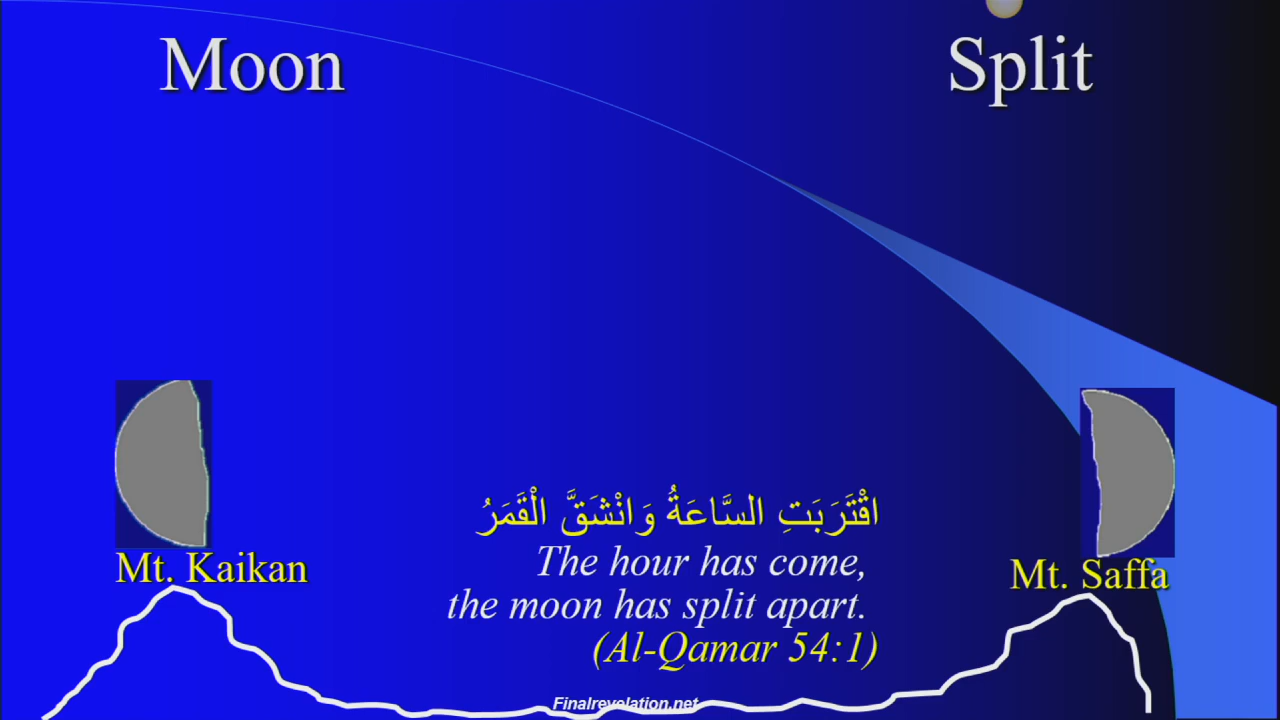 Moon Split
اقْتَرَبَتِ السَّاعَةُ وَانْشَقَّ الْقَمَرُ
The hour has come,
the moon has split apart.
(Al-Qamar 54:1)
Mt. Kaikan
Mt. Saffa
Finalrevelation.net